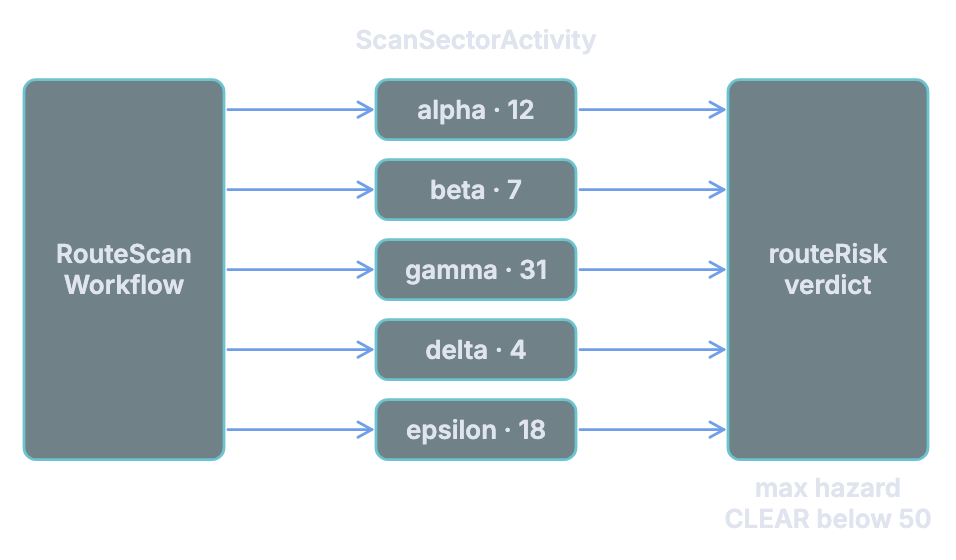 ScanSectorActivity
RouteScan
Workflow
alpha · 12
beta · 7
gamma · 31
delta · 4
epsilon · 18
routeRisk
verdict
max hazard
CLEAR below 50